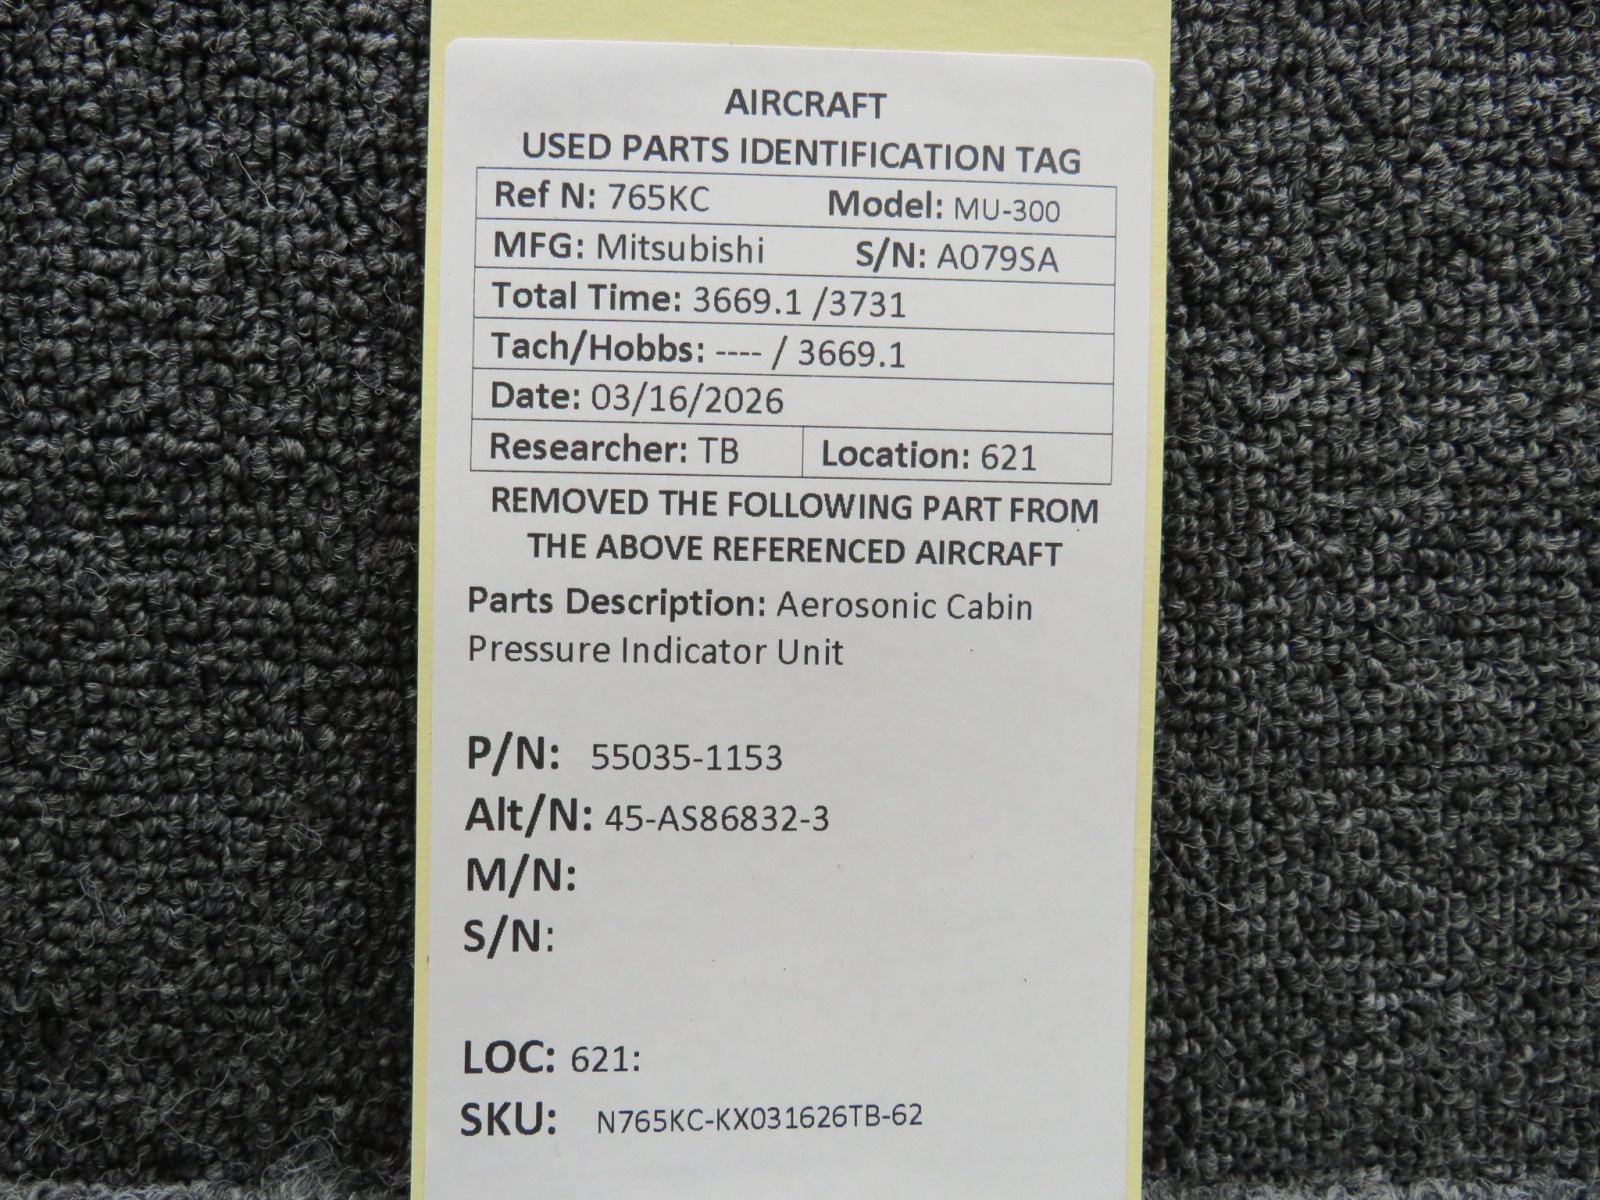 AIRCRAFT
USED PARTS IDENTIFICATION TAG
Ref N: 765KC Model: MU-300
MFG: Mitsubishi S/N: A079SA
Total Time: 3669.1 /3731
Tach/Hobbs: ---- / 3669.1
Date: 03/16/2026
Researcher: TB Location: 621
REMOVED THE FOLLOWING PART FROM
THE ABOVE REFERENCED AIRCRAFT
Parts Description: Aerosonic Cabin
Pressure Indicator Unit
P/N: 55035-1153
Alt/N: 45-AS86832-3
M/N:
S/N:
LOC: 621:
SKU: N765KC-KX031626TB-62